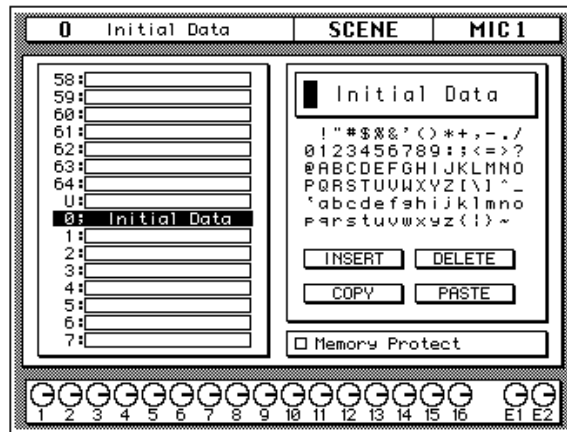 0 Initial Data SCENE MIC 1
58:
59:
60:
61:
62:
63:
64:
U:
0; Initial Data
1:
2:
3:
4:
5:
6:
7:
Initial Data
!"#$%&'()*+,-./
0123456789:;<=>?
@ABCDEFGHIJKLMNO
PQRSTUVWXYZ[\]^_
`abcdefghijklmno
pqrstuvwxyz{|}~
INSERT DELETE
COPY PASTE
Memory Protect
1 2 3 4 5 6 7 8 9 10 11 12 13 14 15 16 E1 E2